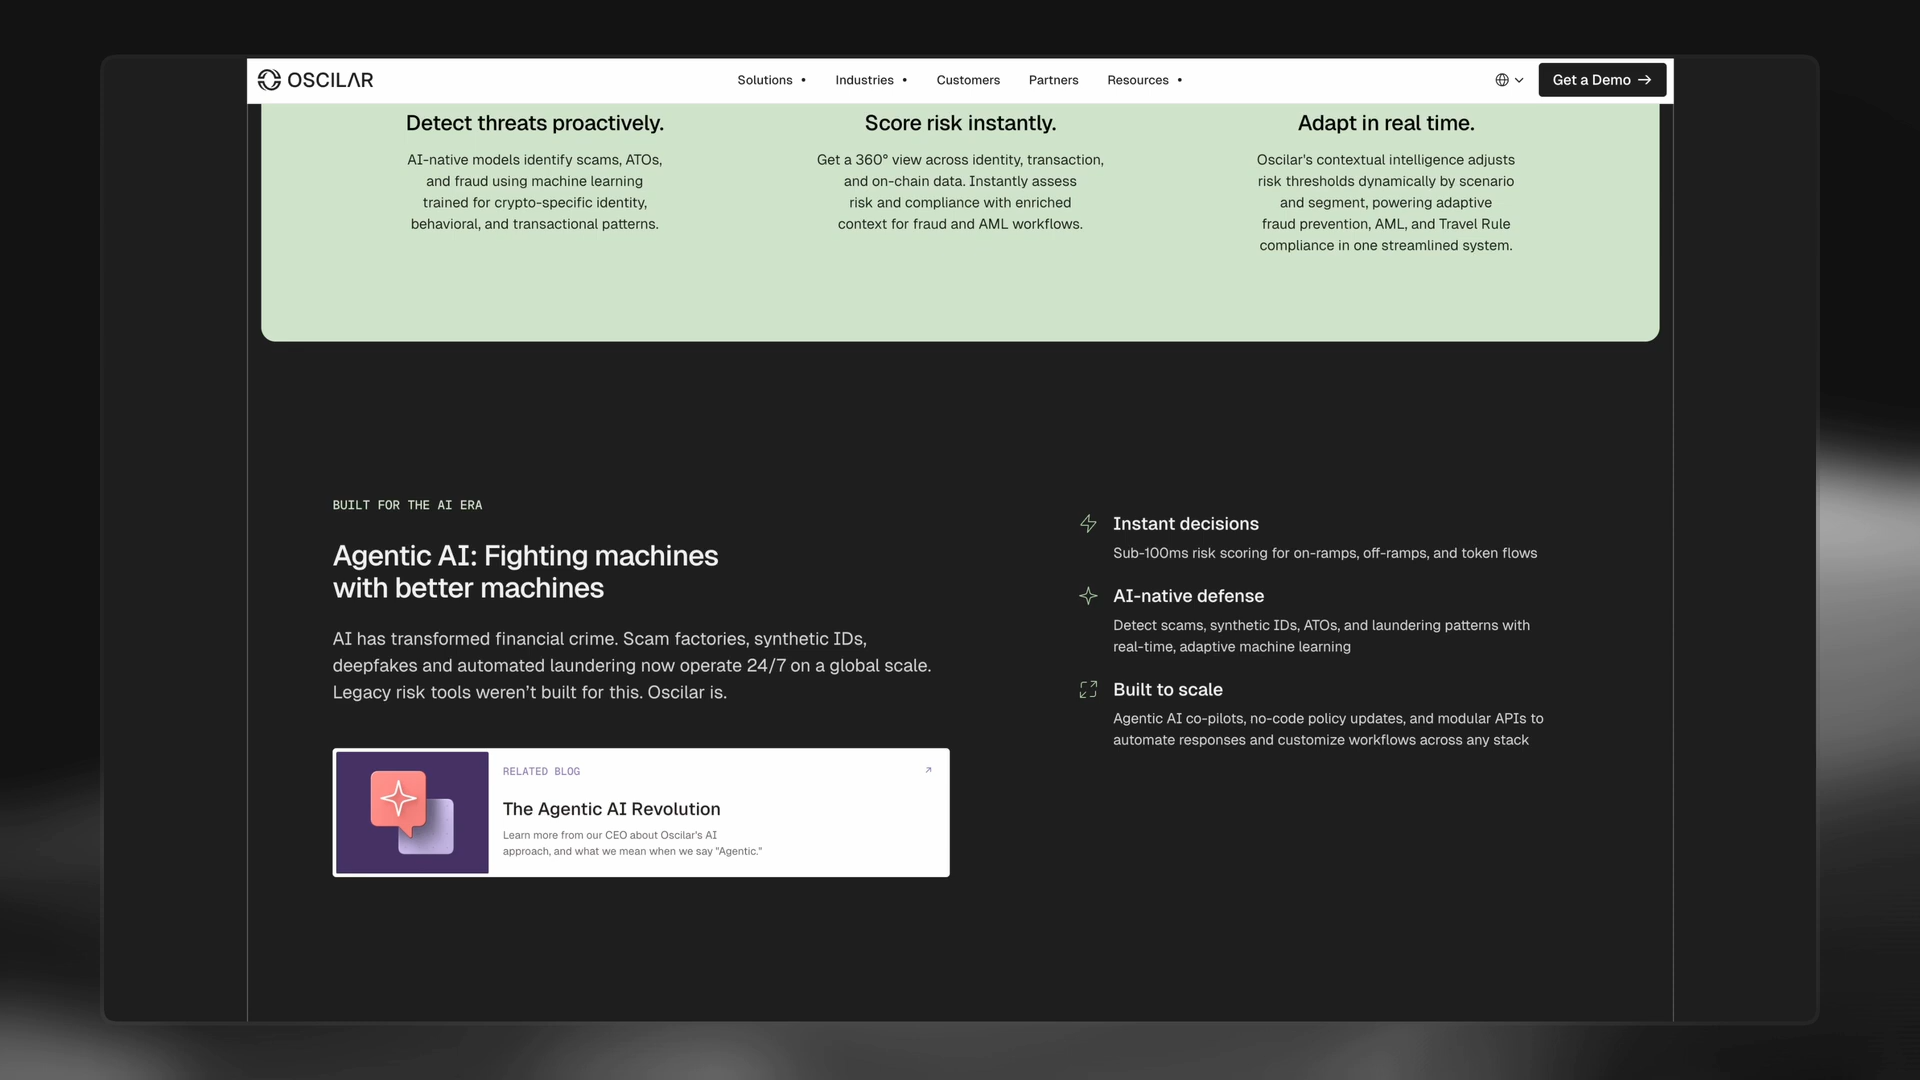 OSCILAR
Solutions •
Industries •
Customers
Partners
Resources •
Get a Demo →
Detect threats proactively.
AI-native models identify scams, ATOs,
and fraud using machine learning
trained for crypto-specific identity,
behavioral, and transactional patterns.
Score risk instantly.
Get a 360° view across identity, transaction,
and on-chain data. Instantly assess
risk and compliance with enriched
context for fraud and AML workflows.
Adapt in real time.
Oscilar's contextual intelligence adjusts
risk thresholds dynamically by scenario
and segment, powering adaptive
fraud prevention, AML, and Travel Rule
compliance in one streamlined system.
BUILT FOR THE AI ERA
Agentic AI: Fighting machines
with better machines
AI has transformed financial crime. Scam factories, synthetic IDs,
deepfakes and automated laundering now operate 24/7 on a global scale.
Legacy risk tools weren’t built for this. Oscilar is.
RELATED BLOG
The Agentic AI Revolution
Learn more from our CEO about Oscilar's AI
approach, and what we mean when we say "Agentic."
Instant decisions
Sub-100ms risk scoring for on-ramps, off-ramps, and token flows
AI-native defense
Detect scams, synthetic IDs, ATOs, and laundering patterns with
real-time, adaptive machine learning
Built to scale
Agentic AI co-pilots, no-code policy updates, and modular APIs to
automate responses and customize workflows across any stack